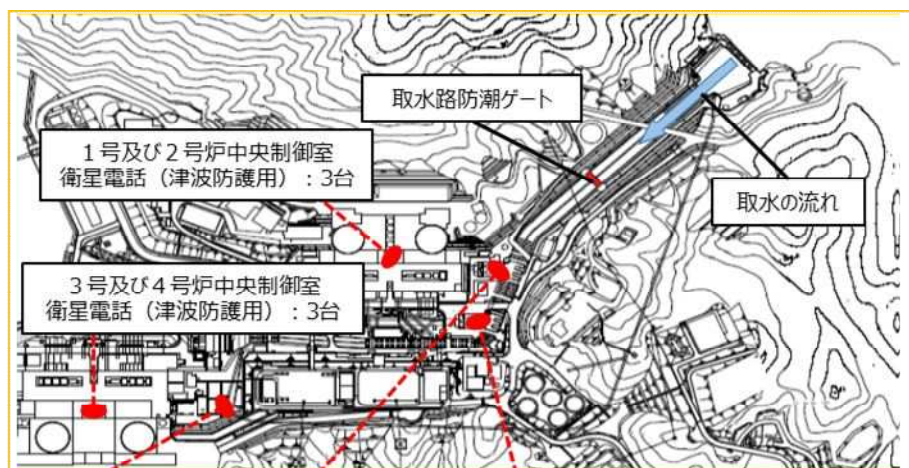 取水路防潮ゲート
1号及び2号炉中央制御室
衛星電話（津波防護用）：3台
取水の流れ
3号及び4号炉中央制御室
衛星電話（津波防護用）：3台